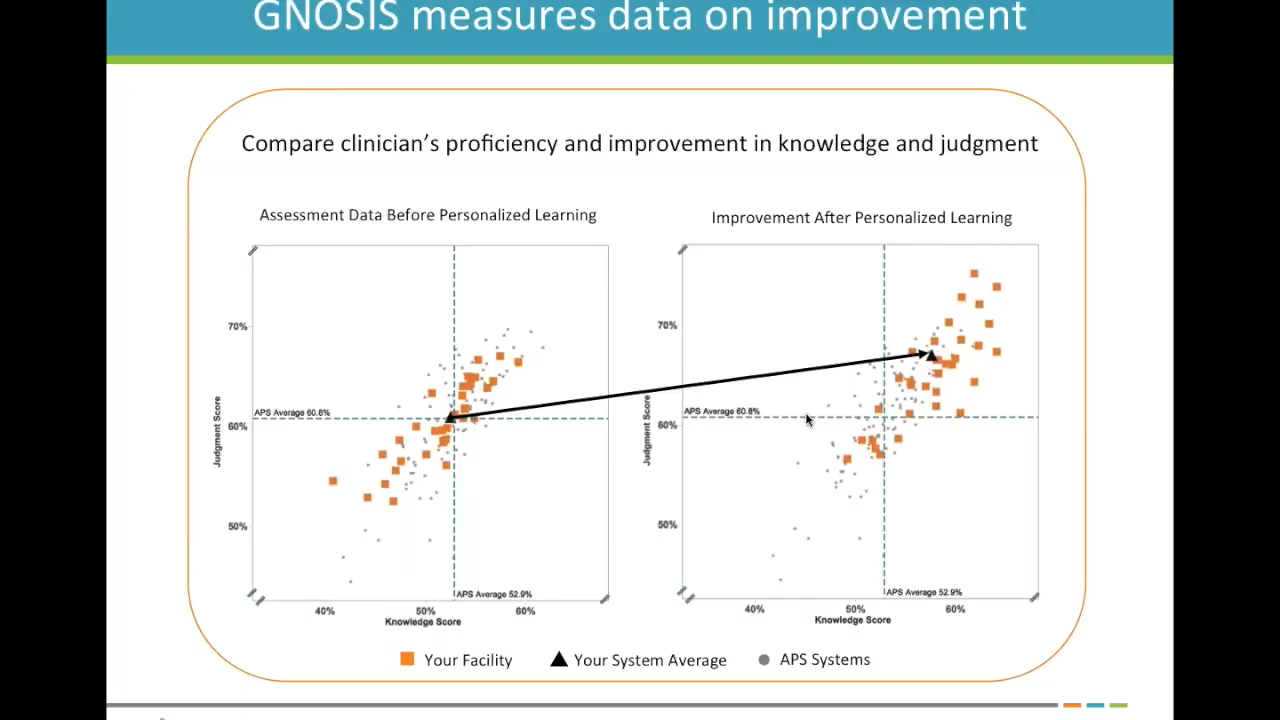 GNOSIS measures data on improvement
Compare clinician's proficiency and improvement in knowledge and judgment
Assessment Data Before Personalized Learning
Improvement After Personalized Learning
70%
60%
50%
Judgment Score
APS Average 60.8%
APS Average 52.9%
40%
50%
60%
Knowledge Score
70%
60%
50%
Judgment Score
APS Average 60.8%
APS Average 52.9%
40%
50%
60%
Knowledge Score
Your Facility
Your System Average
APS Systems